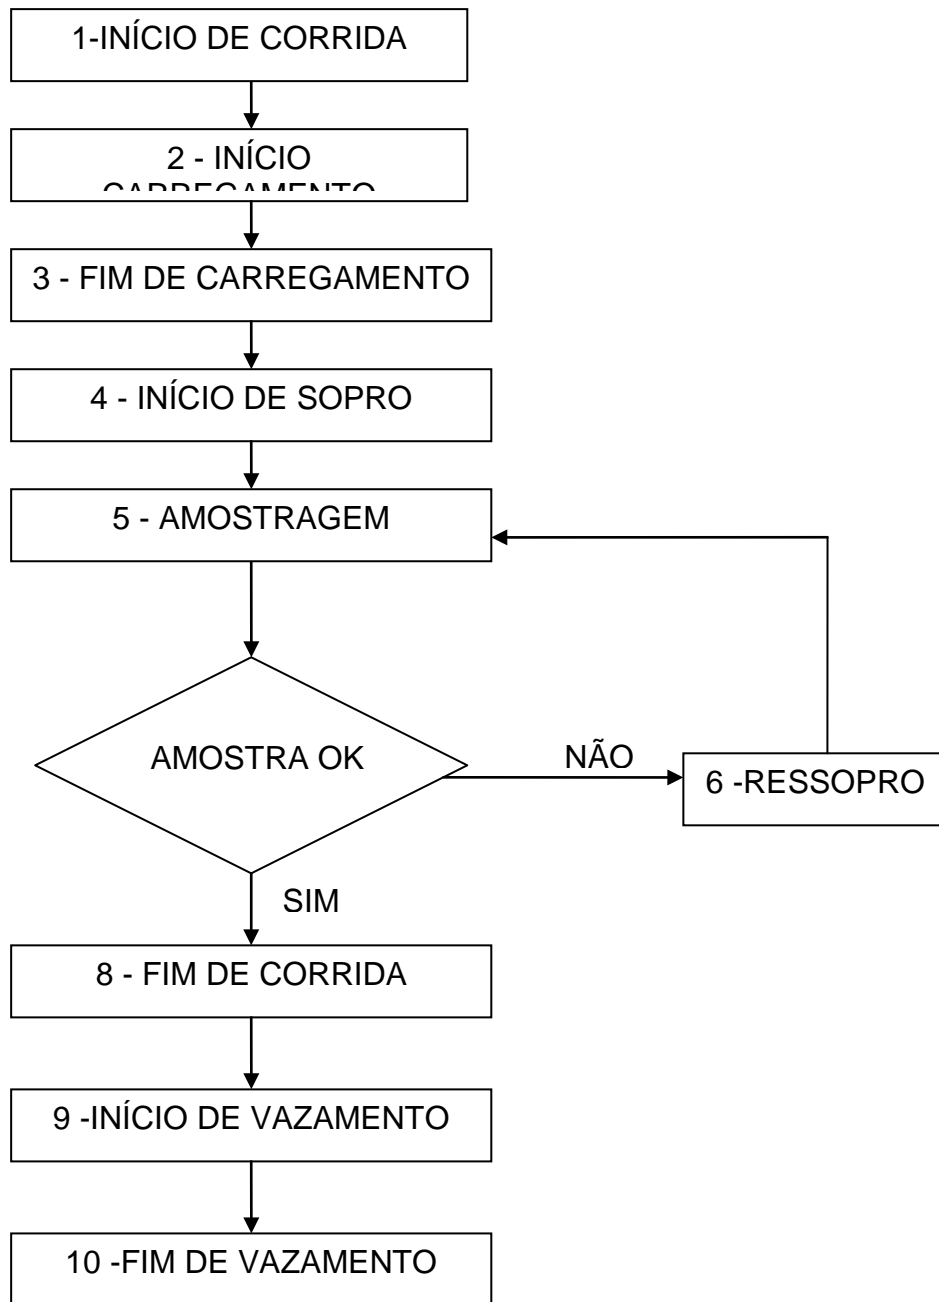 1-INÍCIO DE CORRIDA
2 - INÍCIO
CARREGAMENTO
3 - FIM DE CARREGAMENTO
4 - INÍCIO DE SOPRO
5 - AMOSTRAGEM
AMOSTRA OK
NÃO
6 -RESSOPRO
SIM
8 - FIM DE CORRIDA
9 -INÍCIO DE VAZAMENTO
10 -FIM DE VAZAMENTO